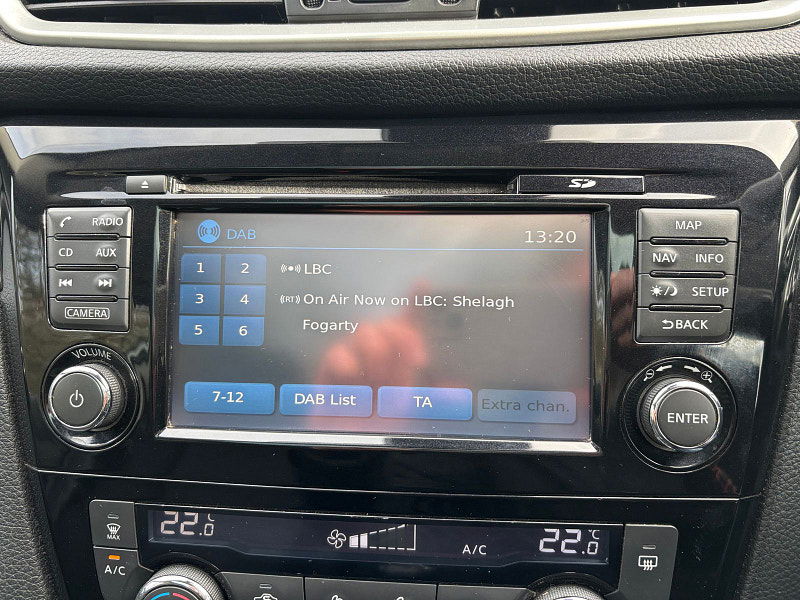 SD
RADIO
CD AUX
CAMERA
VOLUME
DAB
13:20
1 2
LBC
3 4
(RT) On Air Now on LBC: Shelagh
Fogarty
5 6
7-12 DAB List TA Extra chan.
MAP
NAV INFO
SETUP
BACK
ENTER
MAX
A/C
22.0 °C
A/C
22.0 °C